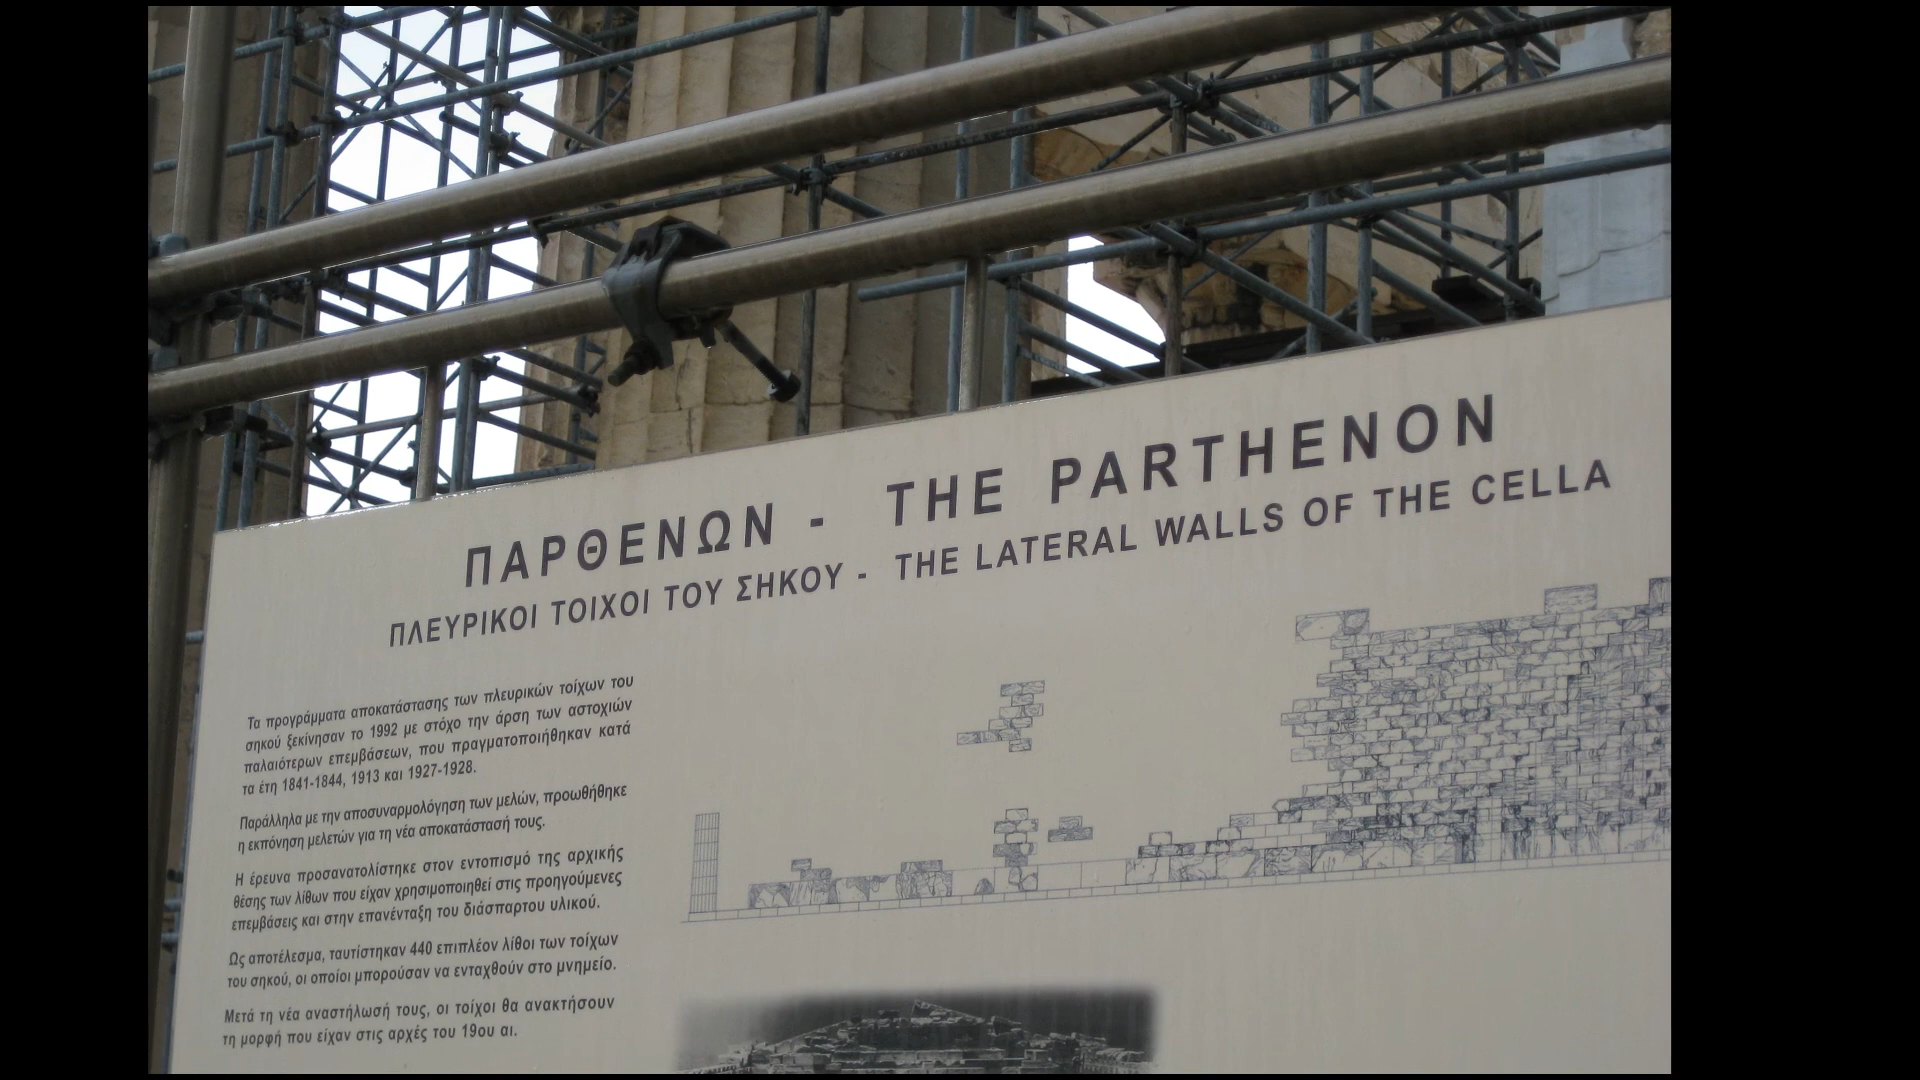 ΠΑΡΘΕΝΩΝ - THE PARTHENON
ΠΛΕΥΡΙΚΟΙ ΤΟΙΧΟΙ ΤΟΥ ΣΗΚΟΥ - THE LATERAL WALLS OF THE CELLA
Τα προγράμματα αποκατάστασης των πλευρικών τοίχων του
σηκού ξεκίνησαν το 1992 με στόχο την άρση των αστοχιών
παλαιότερων επεμβάσεων, που πραγματοποιήθηκαν κατά
τα έτη 1841-1844, 1913 και 1927-1928.
Παράλληλα με την αποσυναρμολόγηση των μελών, προωθήθηκε
η εκπόνηση μελετών για τη νέα αποκατάστασή τους.
Η έρευνα προσανατολίστηκε στον εντοπισμό της αρχικής
θέσης των λίθων που είχαν χρησιμοποιηθεί στις προηγούμενες
επεμβάσεις και στην επανένταξη του διάσπαρτου υλικού.
Ως αποτέλεσμα, ταυτίστηκαν 440 επιπλέον λίθοι των τοίχων
του σηκού, οι οποίοι μπορούσαν να ενταχθούν στο μνημείο.
Μετά τη νέα αναστήλωσή τους, οι τοίχοι θα ανακτήσουν
τη μορφή που είχαν στις αρχές του 19ου αι.